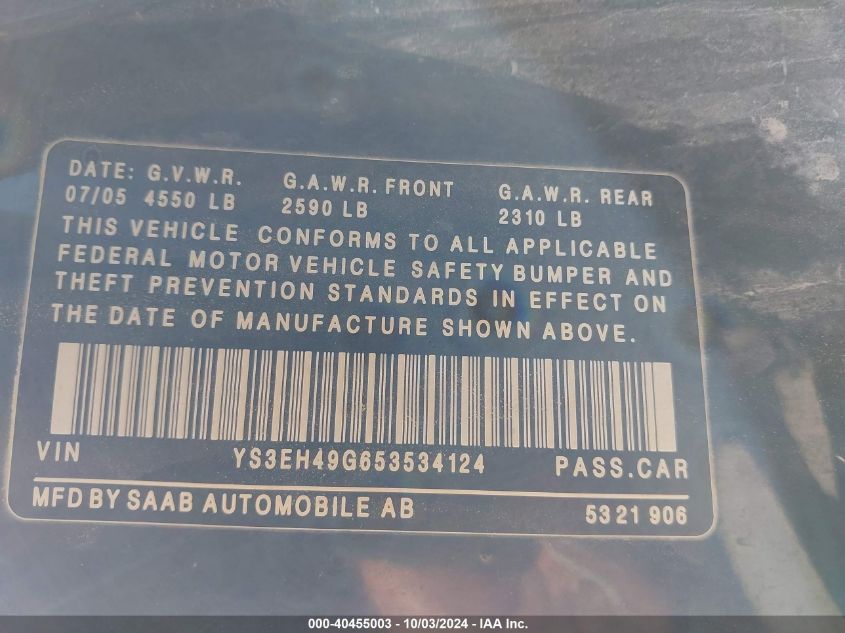 DATE: G.V.W.R. G.A.W.R. FRONT G.A.W.R. REAR
07/05 4550 LB 2590 LB 2310 LB
THIS VEHICLE CONFORMS TO ALL APPLICABLE
FEDERAL MOTOR VEHICLE SAFETY BUMPER AND
THEFT PREVENTION STANDARDS IN EFFECT ON
THE DATE OF MANUFACTURE SHOWN ABOVE.
VIN YS3EH49G653534124 PASS.CAR
MFD BY SAAB AUTOMOBILE AB 53 21 906
000-40455003 - 10/03/2024 - IAA Inc.